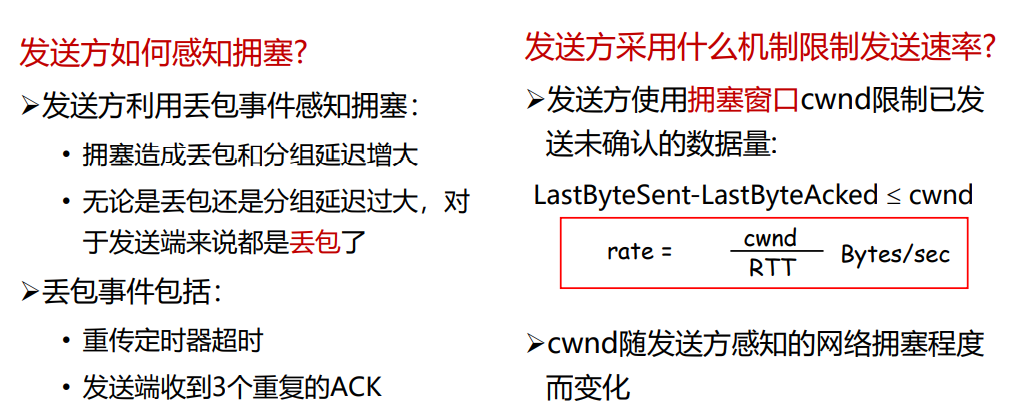 发送方如何感知拥塞?
➢发送方利用丢包事件感知拥塞：
• 拥塞造成丢包和分组延迟增大
• 无论是丢包还是分组延迟过大，对
于发送端来说都是丢包了
➢丢包事件包括：
• 重传定时器超时
• 发送端收到3个重复的ACK
发送方采用什么机制限制发送速率?
➢发送方使用拥塞窗口cwnd限制已发
送未确认的数据量:
LastByteSent-LastByteAcked ≤ cwnd
rate = cwnd/RTT Bytes/sec
➢cwnd随发送方感知的网络拥塞程度
而变化